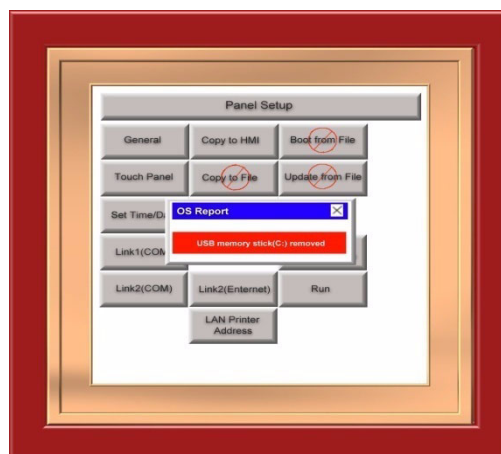 Panel Setup
General
Copy to HMI
Boot from File
Touch Panel
Copy to File
Update from File
Set Time/Da
OS Report
USB memory stick(C:) removed
Link1(COM
Link2(COM)
Link2(Enternet)
Run
LAN Printer
Address